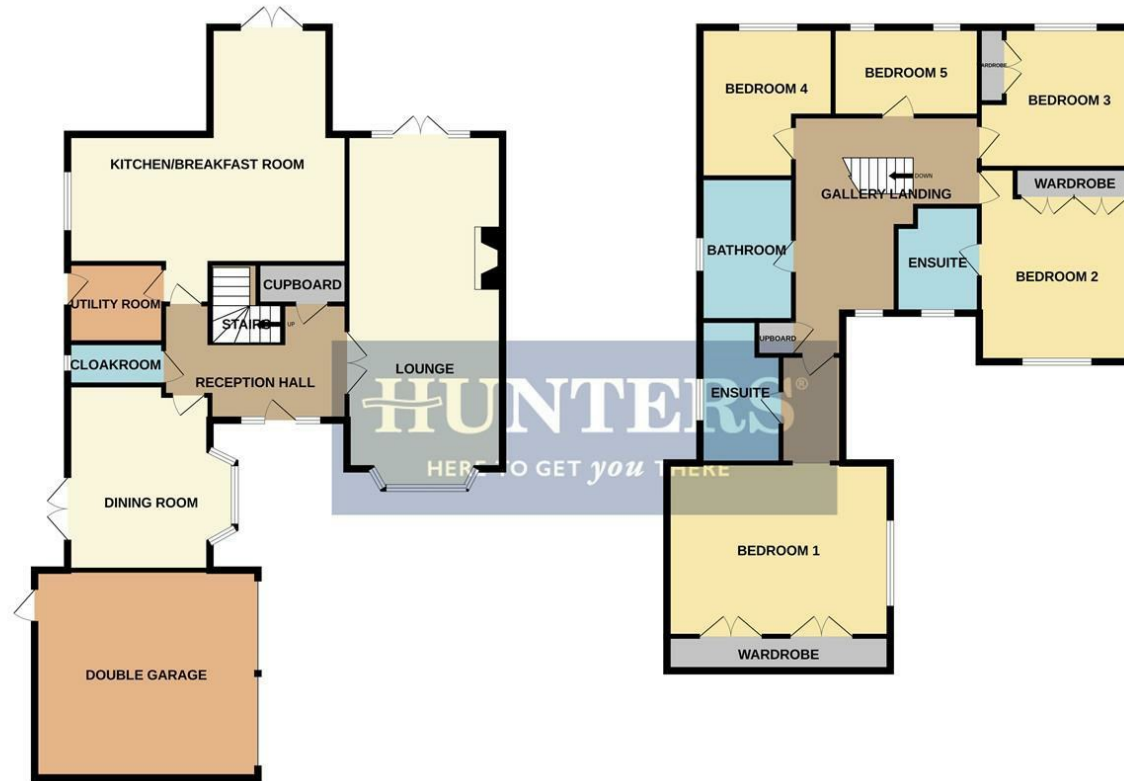 KITCHEN/BREAKFAST ROOM
UTILITY ROOM
CUPBOARD
STAIRS
UP
CLOAKROOM
RECEPTION HALL
LOUNGE
DINING ROOM
DOUBLE GARAGE
BEDROOM 4
BEDROOM 5
ARDROBE
BEDROOM 3
DOWN
GALLERY LANDING
WARDROBE
BATHROOM
ENSUITE
BEDROOM 2
UPBOARD
ENSUITE
BEDROOM 1
WARDROBE
HUNTERS®
HERE TO GET you THERE